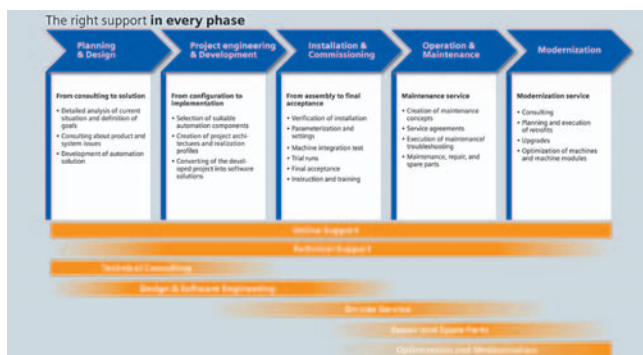 The right support in every phase
Planning
& Design
Project engineering
& Development
Installation &
Commissioning
Operation &
Maintenance
Modernization
From consulting to solution
• Detailed analysis of current
situation and definition of
goals
• Consulting about product and
system issues
• Development of automation
solution
From configuration to
implementation
• Selection of suitable
automation components
• Creation of project archi-
tectures and realization
profiles
• Converting of the devel-
oped project into software
solutions
From assembly to final
acceptance
• Verification of installation
• Parameterization and
settings
• Machine integration test
• Trial runs
• Final acceptance
• Instruction and training
Maintenance service
• Creation of maintenance
concepts
• Service agreements
• Execution of maintenance/
troubleshooting
• Maintenance, repair, and
spare parts
Modernization service
• Consulting
• Planning and execution
of retrofits
• Upgrades
• Optimization of machines
and machine modules
Online Support
Technical Support
Technical Consulting
Design & Software Engineering
On-site Service
Repair and Spare Parts
Optimization and Modernization